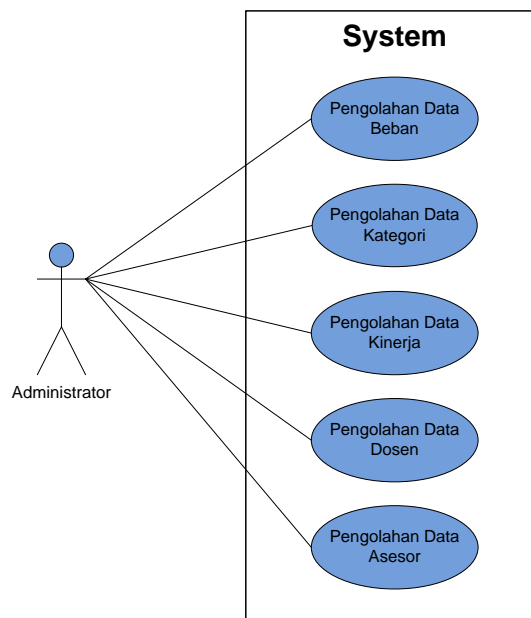 System
Pengolahan Data
Beban
Pengolahan Data
Kategori
Pengolahan Data
Kinerja
Administrator
Pengolahan Data
Dosen
Pengolahan Data
Asesor